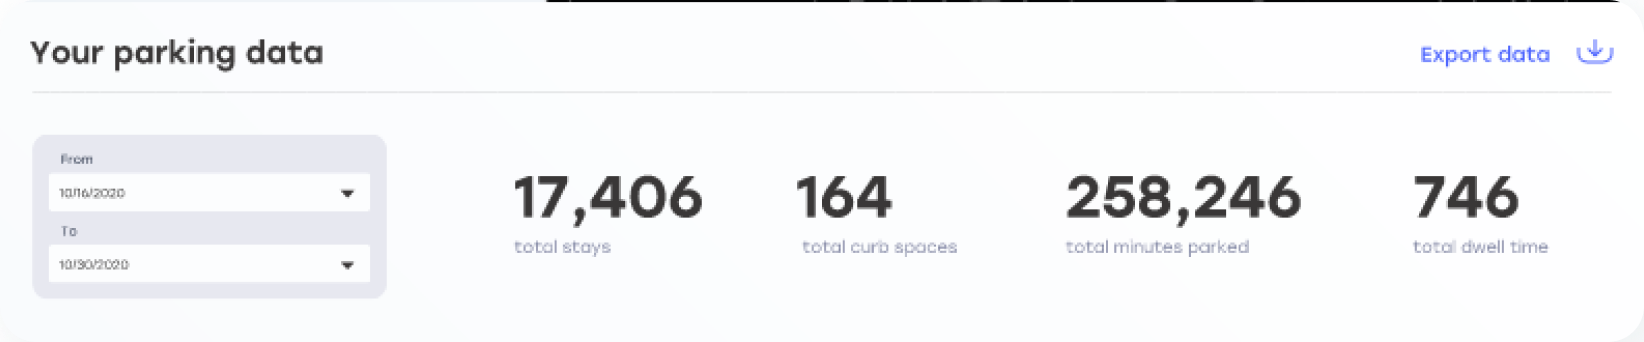 Your parking data
Export data
From
10/16/2020
To
10/30/2020
17,406
total stays
164
total curb spaces
258,246
total minutes parked
746
total dwell time